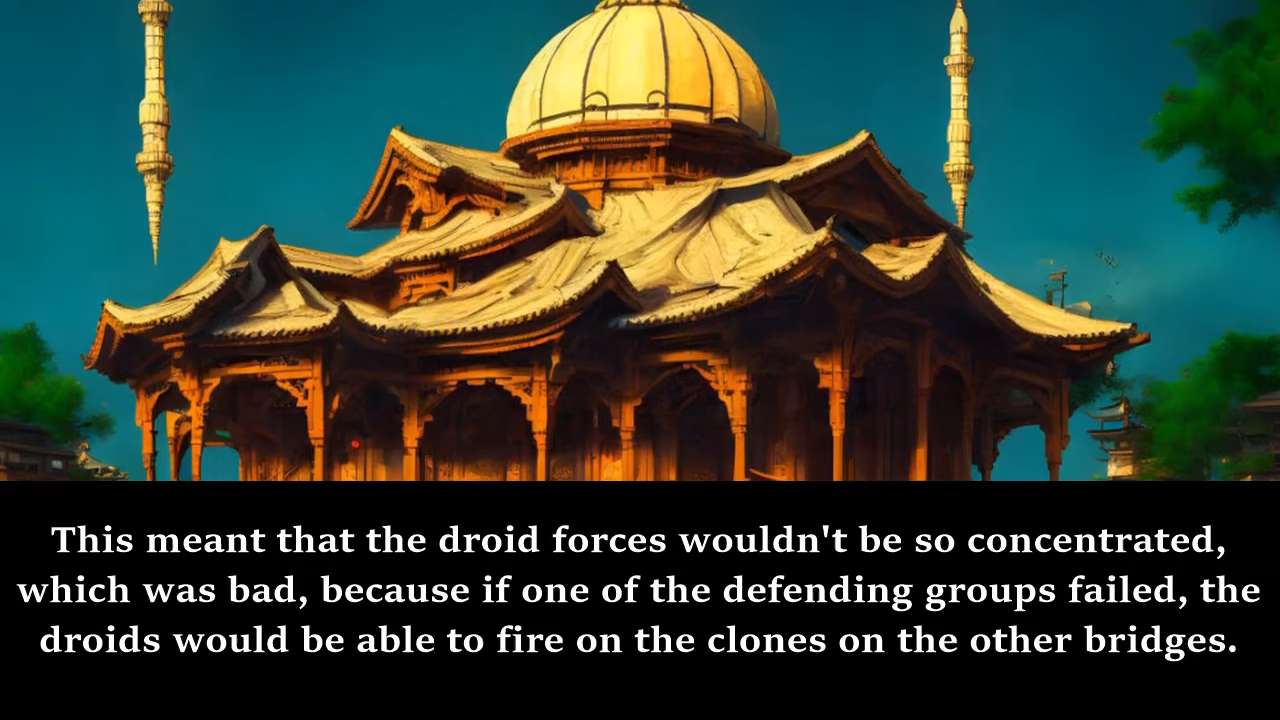 This meant that the droid forces wouldn't be so concentrated,
which was bad, because if one of the defending groups failed, the
droids would be able to fire on the clones on the other bridges.